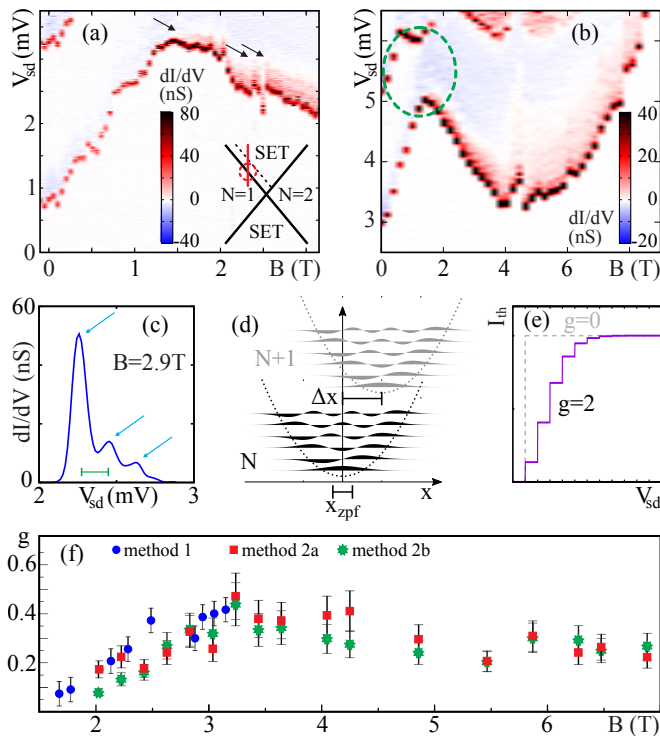 (a)
V_sd (mV)
3
2
1
0
dI/dV
(nS)
80
40
0
-40
SET
N=1
N=2
SET
0
1
2
B (T)
(b)
V_sd (mV)
6
5
4
3
40
20
0
-20
dI/dV
(nS)
0
2
4
6
B (T)
(c)
60
0
dI/dV (nS)
B=2.9T
2
V_sd (mV)
3
(d)
N+1
Δx
N
x_zpf
x
(e)
I_th
g=0
g=2
V_sd
(f)
g
0.6
0.4
0.2
method 1
method 2a
method 2b
2
3
4
5
6
B (T)